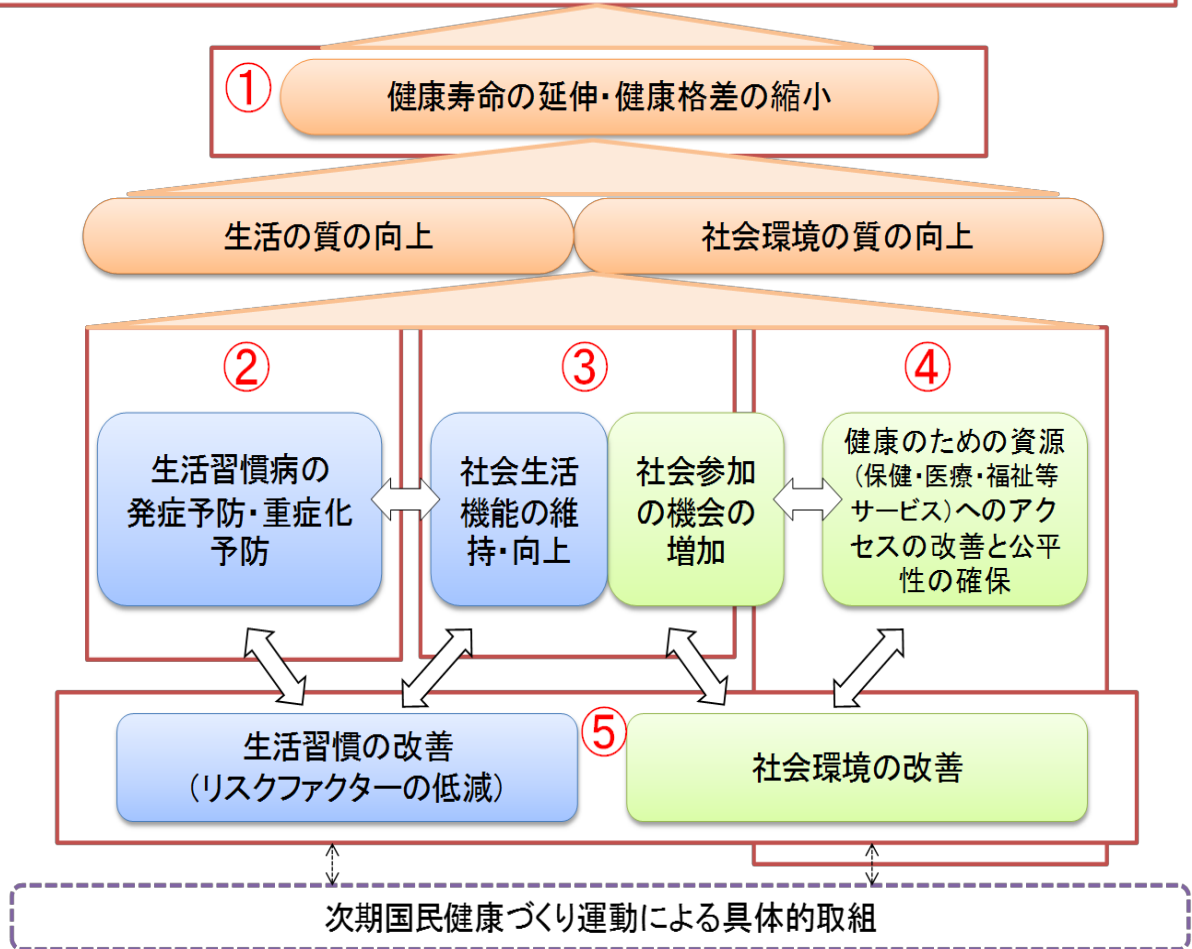 ①
健康寿命の延伸・健康格差の縮小
生活の質の向上
社会環境の質の向上
②
③
④
生活習慣病の
発症予防・重症化
予防
社会生活
機能の維
持・向上
社会参加
の機会の
増加
健康のための資源
(保健・医療・福祉等
サービス)へのアク
セスの改善と公平
性の確保
⑤
生活習慣の改善
(リスクファクターの低減)
社会環境の改善
次期国民健康づくり運動による具体的取組